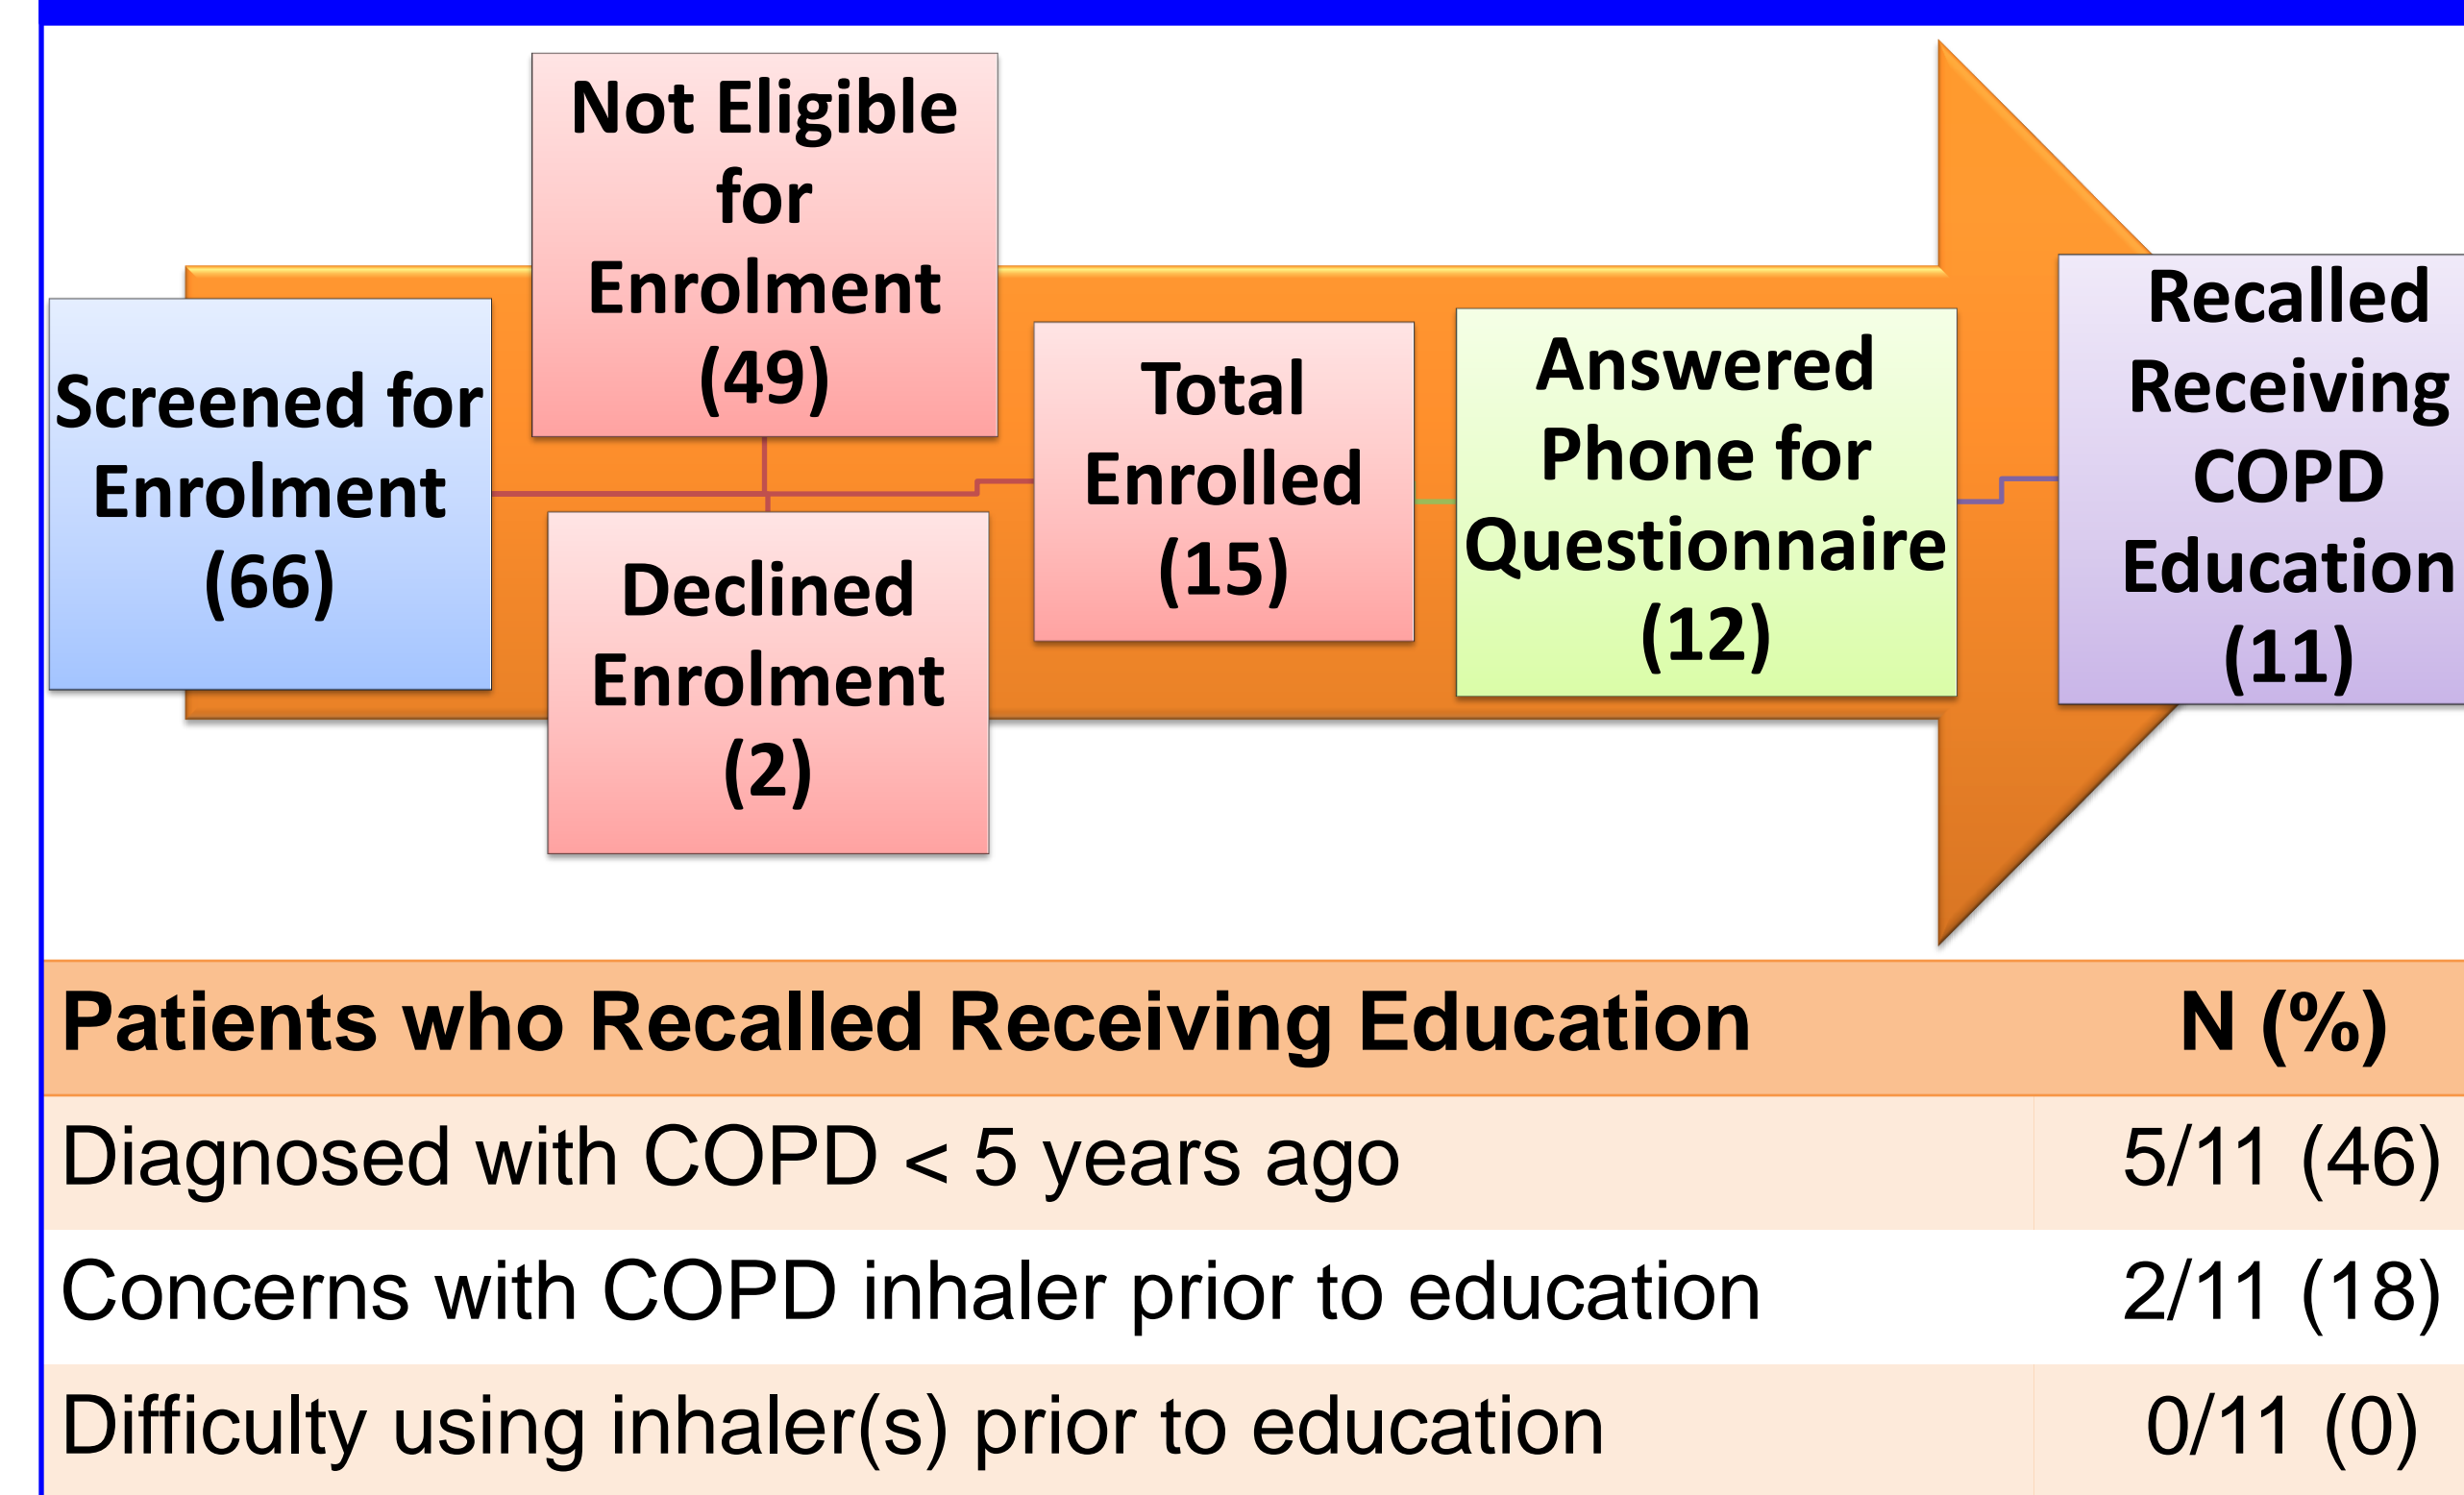 Screened for
Enrolment
(66)
Not Eligible
for
Enrolment
(49)
Declined
Enrolment
(2)
Total
Enrolled
(15)
Answered
Phone for
Questionnaire
(12)
Recalled
Receiving
COPD
Education
(11)
Patients who Recalled Receiving Education N (%)
Diagnosed with COPD < 5 years ago 5/11 (46)
Concerns with COPD inhaler prior to education 2/11 (18)
Difficulty using inhaler(s) prior to education 0/11 (0)